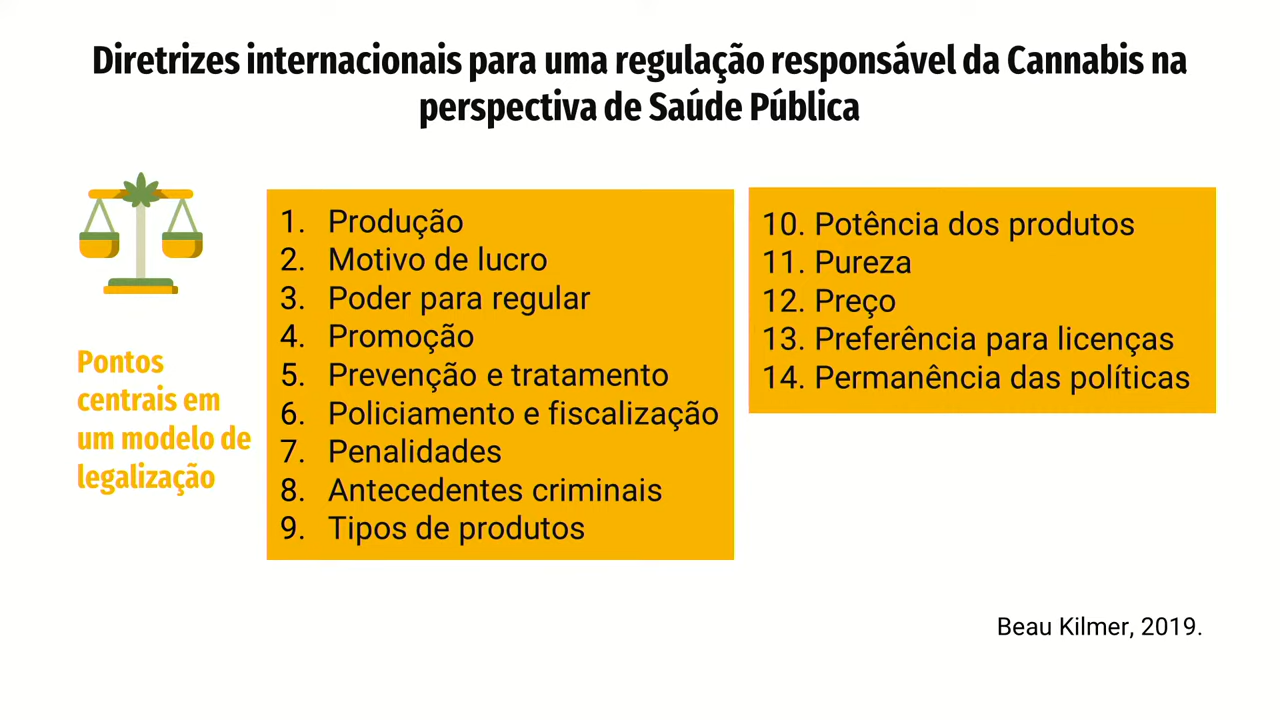 Diretrizes internacionais para uma regulação responsável da Cannabis na
perspectiva de Saúde Pública
Pontos
centrais em
um modelo de
legalização
1. Produção
2. Motivo de lucro
3. Poder para regular
4. Promoção
5. Prevenção e tratamento
6. Policiamento e fiscalização
7. Penalidades
8. Antecedentes criminais
9. Tipos de produtos
10. Potência dos produtos
11. Pureza
12. Preço
13. Preferência para licenças
14. Permanência das políticas
Beau Kilmer, 2019.